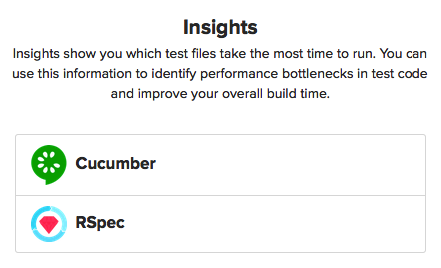 Insights
Insights show you which test files take the most time to run. You can
use this information to identify performance bottlenecks in test code
and improve your overall build time.
Cucumber
RSpec